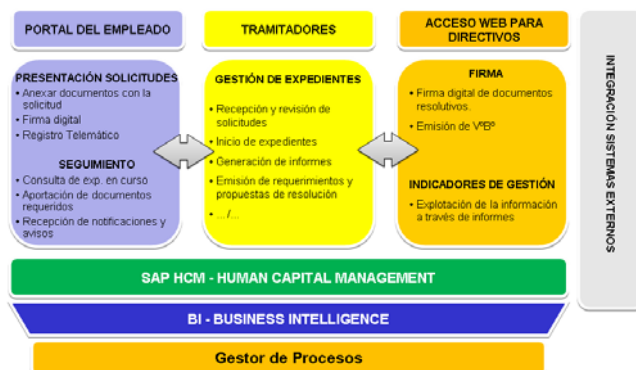 PORTAL DEL EMPLEADO
PRESENTACIÓN SOLICITUDES
• Anexar documentos con la
solicitud
• Firma digital
• Registro Telemático
SEGUIMIENTO
• Consulta de exp. en curso
• Aportación de documentos
requeridos
• Recepción de notificaciones y
avisos
TRAMITADORES
GESTIÓN DE EXPEDIENTES
• Recepción y revisión de
solicitudes
• Inicio de expedientes
• Generación de informes
• Emisión de requerimientos y
propuestas de resolución
• .../...
ACCESO WEB PARA
DIRECTIVOS
FIRMA
• Firma digital de documentos
resolutivos.
• Emisión de VºBº
INDICADORES DE GESTIÓN
• Explotación de la información
a través de informes
INTEGRACIÓN SISTEMAS EXTERNOS
SAP HCM - HUMAN CAPITAL MANAGEMENT
BI - BUSINESS INTELLIGENCE
Gestor de Procesos